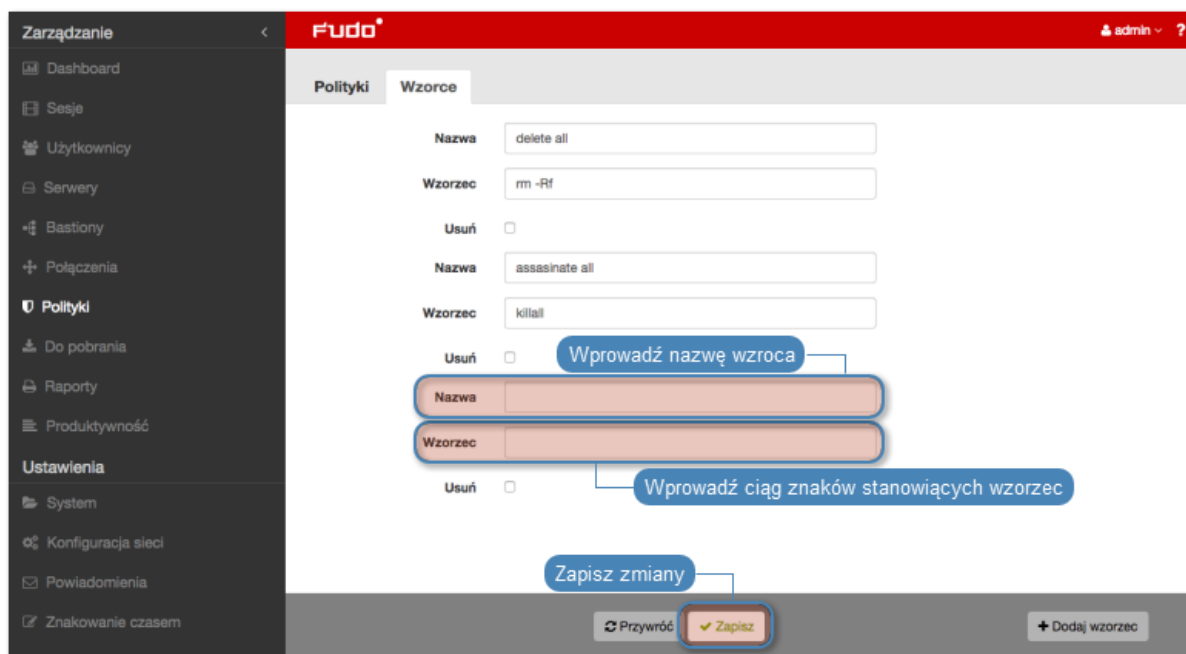 Zarządzanie
Fudo
admin
?
Dashboard
Sesje
Użytkownicy
Serwery
Bastiony
Połączenia
Polityki
Do pobrania
Raporty
Produktywność
Ustawienia
System
Konfiguracja sieci
Powiadomienia
Znakowanie czasem
Polityki Wzorce
Nazwa delete all
Wzorzec rm -Rf
Usuń
Nazwa assasinate all
Wzorzec killall
Usuń
Wprowadź nazwę wzroca
Nazwa
Wzorzec
Usuń
Wprowadź ciąg znaków stanowiących wzorzec
Zapisz zmiany
Przywróć Zapisz Dodaj wzorzec